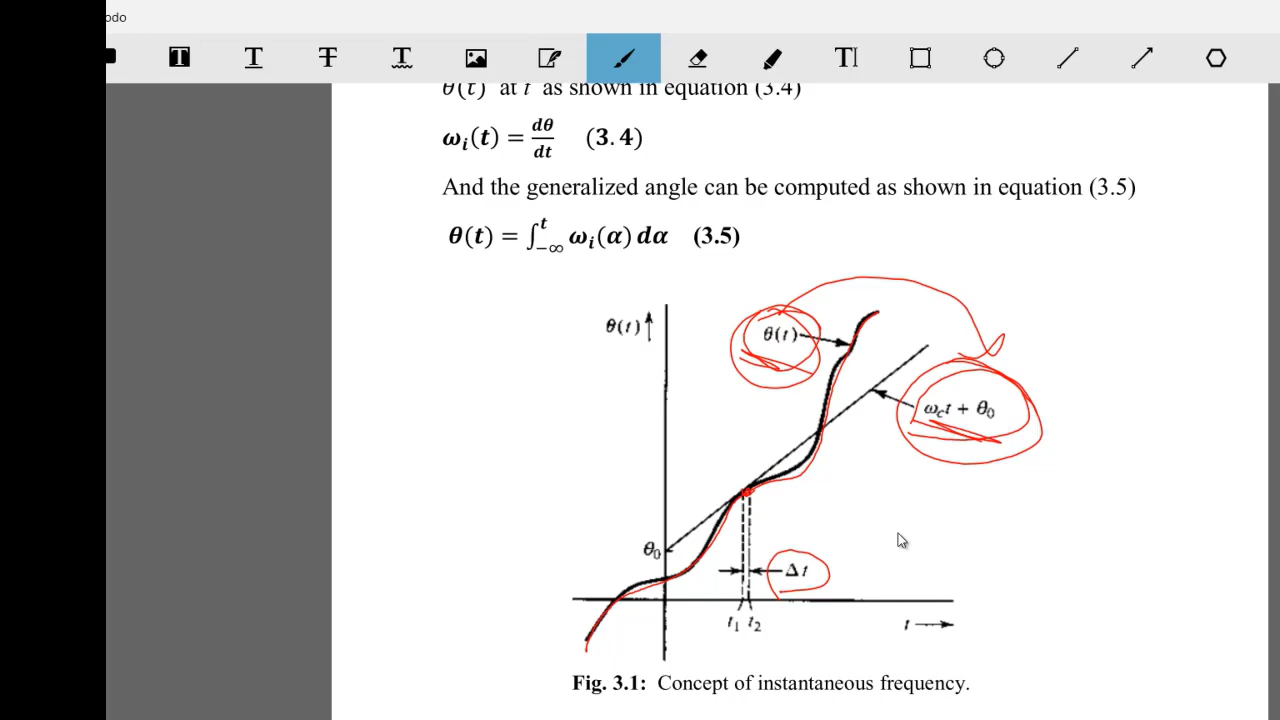 odo
T T T T TI
θ(t) at t as shown in equation (3.4)
ωᵢ(t) = dθ/dt (3.4)
And the generalized angle can be computed as shown in equation (3.5)
θ(t) = ∫₋∞ᵗ ωᵢ(α) dα (3.5)
θ(t)
θ(t)
ω_c t + θ₀
θ₀
Δt
t₁ t₂
t
Fig. 3.1: Concept of instantaneous frequency.